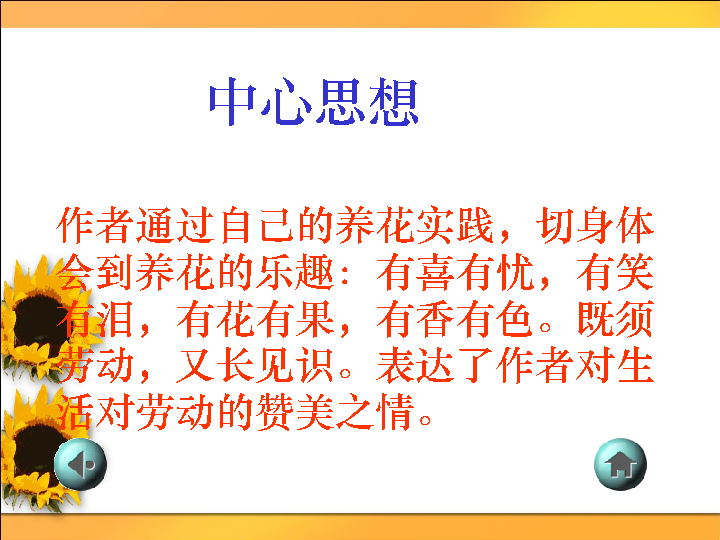 中心思想
作者通过自己的养花实践，切身体
会到养花的乐趣：有喜有忧，有笑
有泪，有花有果，有香有色。既须
劳动，又长见识。表达了作者对生
活对劳动的赞美之情。